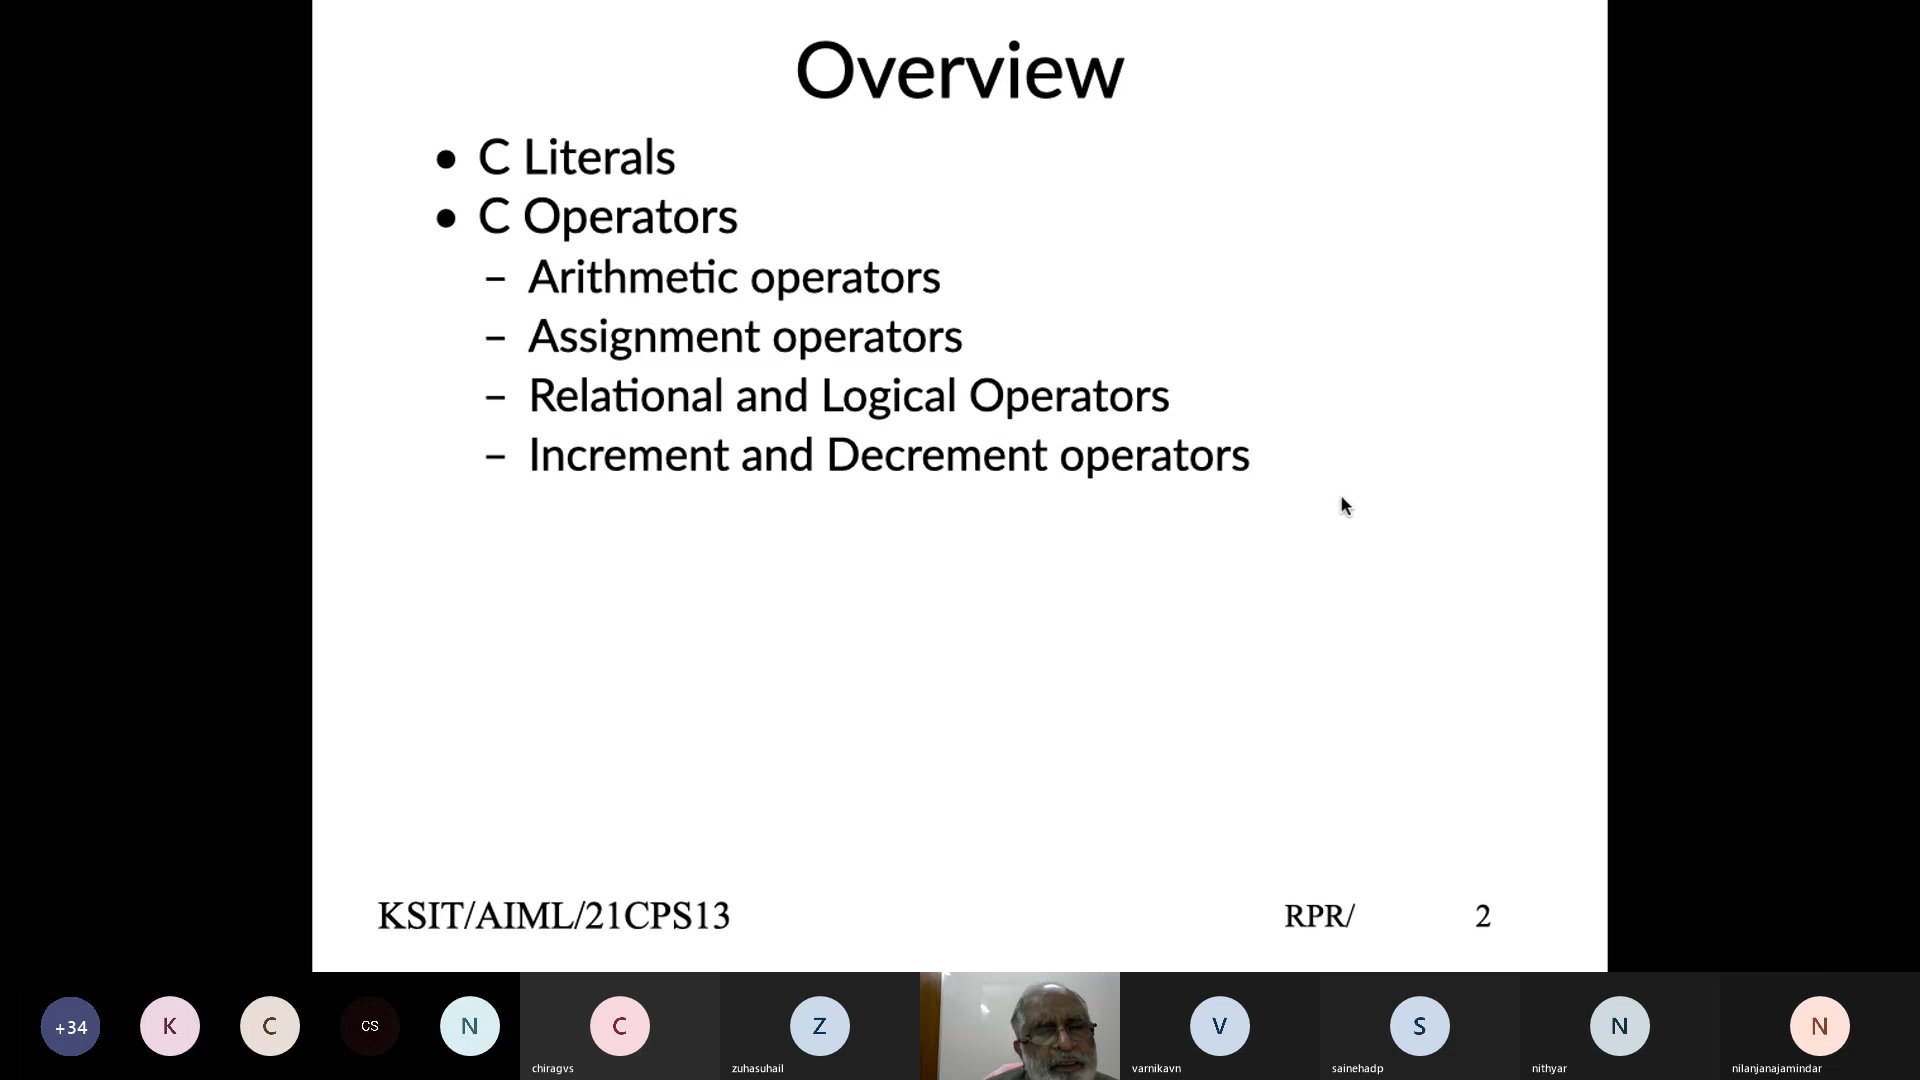 Overview
• C Literals
• C Operators
– Arithmetic operators
– Assignment operators
– Relational and Logical Operators
– Increment and Decrement operators
KSIT/AIML/21CPS13 RPR/ 2
+34 K C CS N C Z V S N N
chiragvs zuhasuhail varnikavn sainehadp nithyar nilanjanajamindar